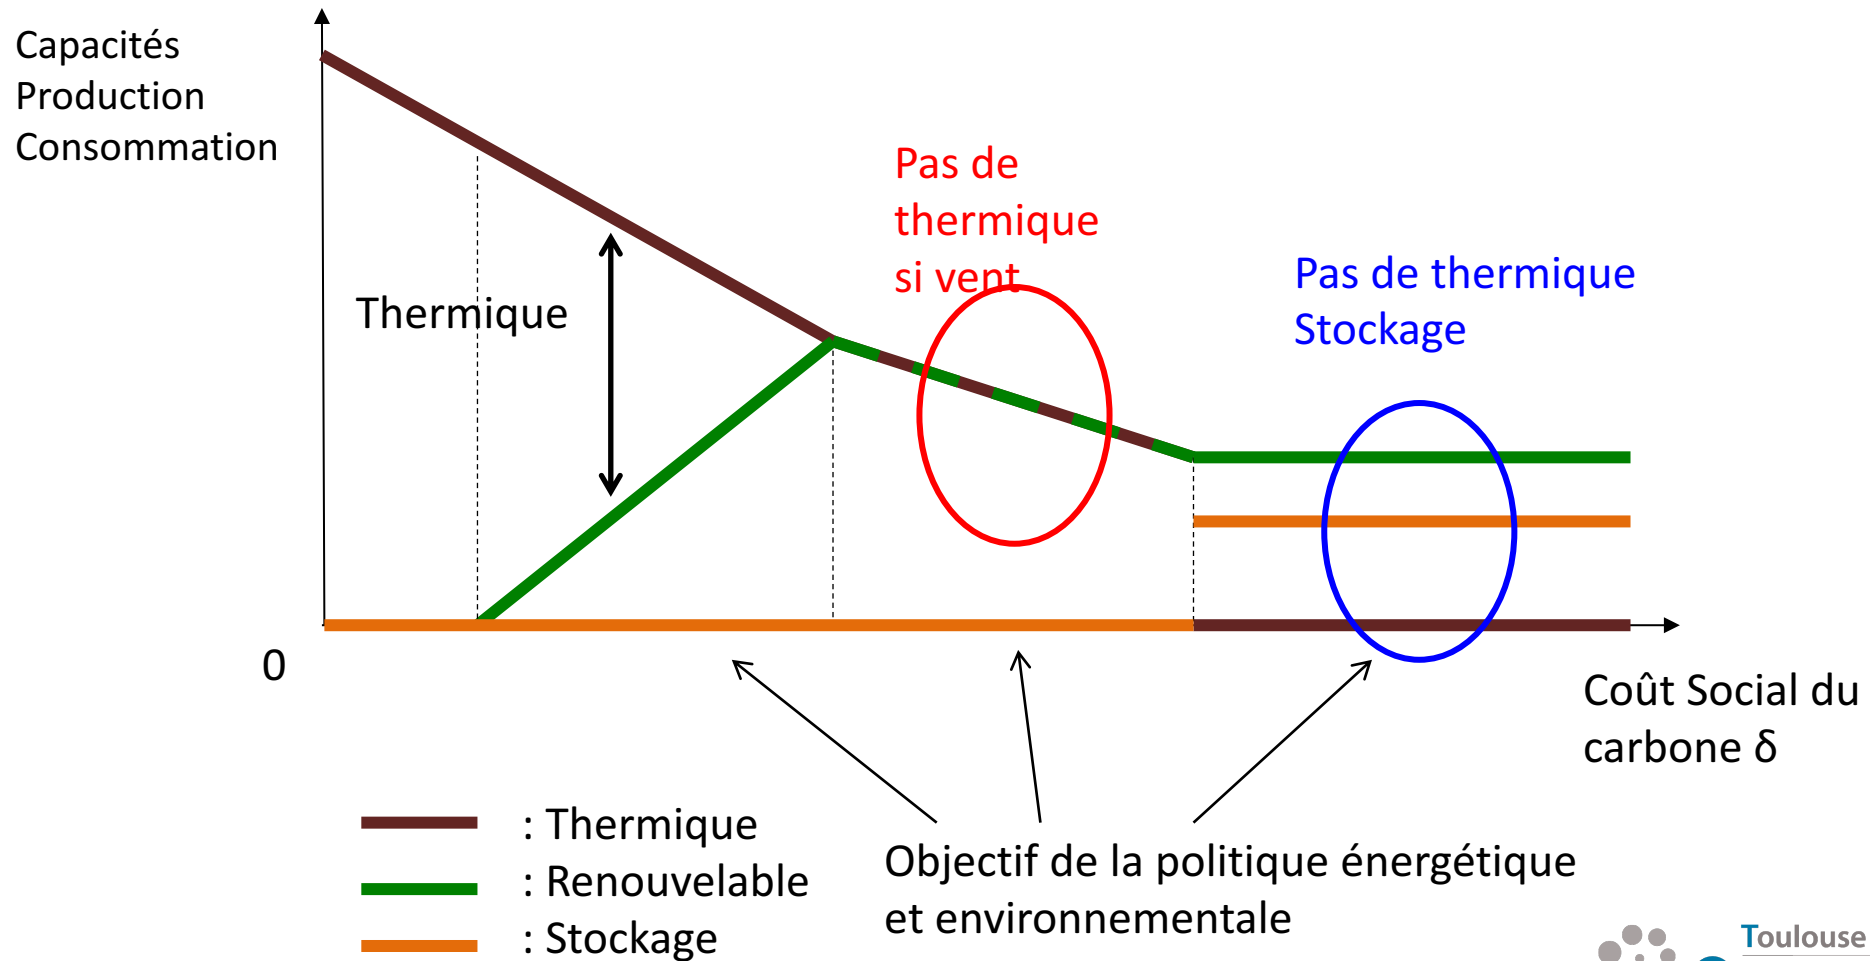 Capacités
Production
Consommation
Pas de
thermique
si vent
Pas de thermique
Stockage
Thermique
0
Coût Social du
carbone δ
: Thermique
: Renouvelable
: Stockage
Objectif de la politique énergétique
et environnementale
Toulouse